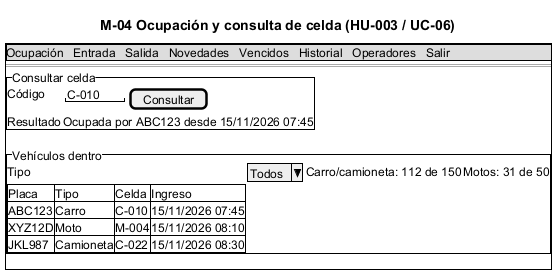 M-04 Ocupación y consulta de celda (HU-003 / UC-06)
Ocupación Entrada Salida Novedades Vencidos Historial Operadores Salir
Consultar celda
Código C-010 Consultar
Resultado Ocupada por ABC123 desde 15/11/2026 07:45
Vehículos dentro
Tipo Todos Carro/camioneta: 112 de 150 Motos: 31 de 50
Placa Tipo Celda Ingreso
ABC123 Carro C-010 15/11/2026 07:45
XYZ12D Moto M-004 15/11/2026 08:10
JKL987 Camioneta C-022 15/11/2026 08:30